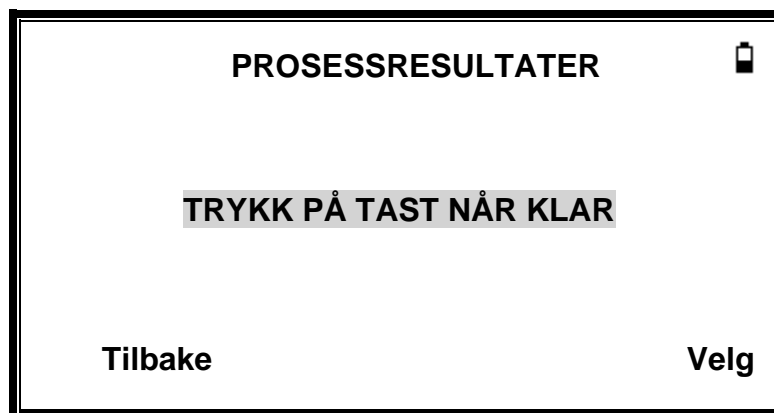 PROSESSRESULTATER
TRYKK PÅ TAST NÅR KLAR
Tilbake Velg